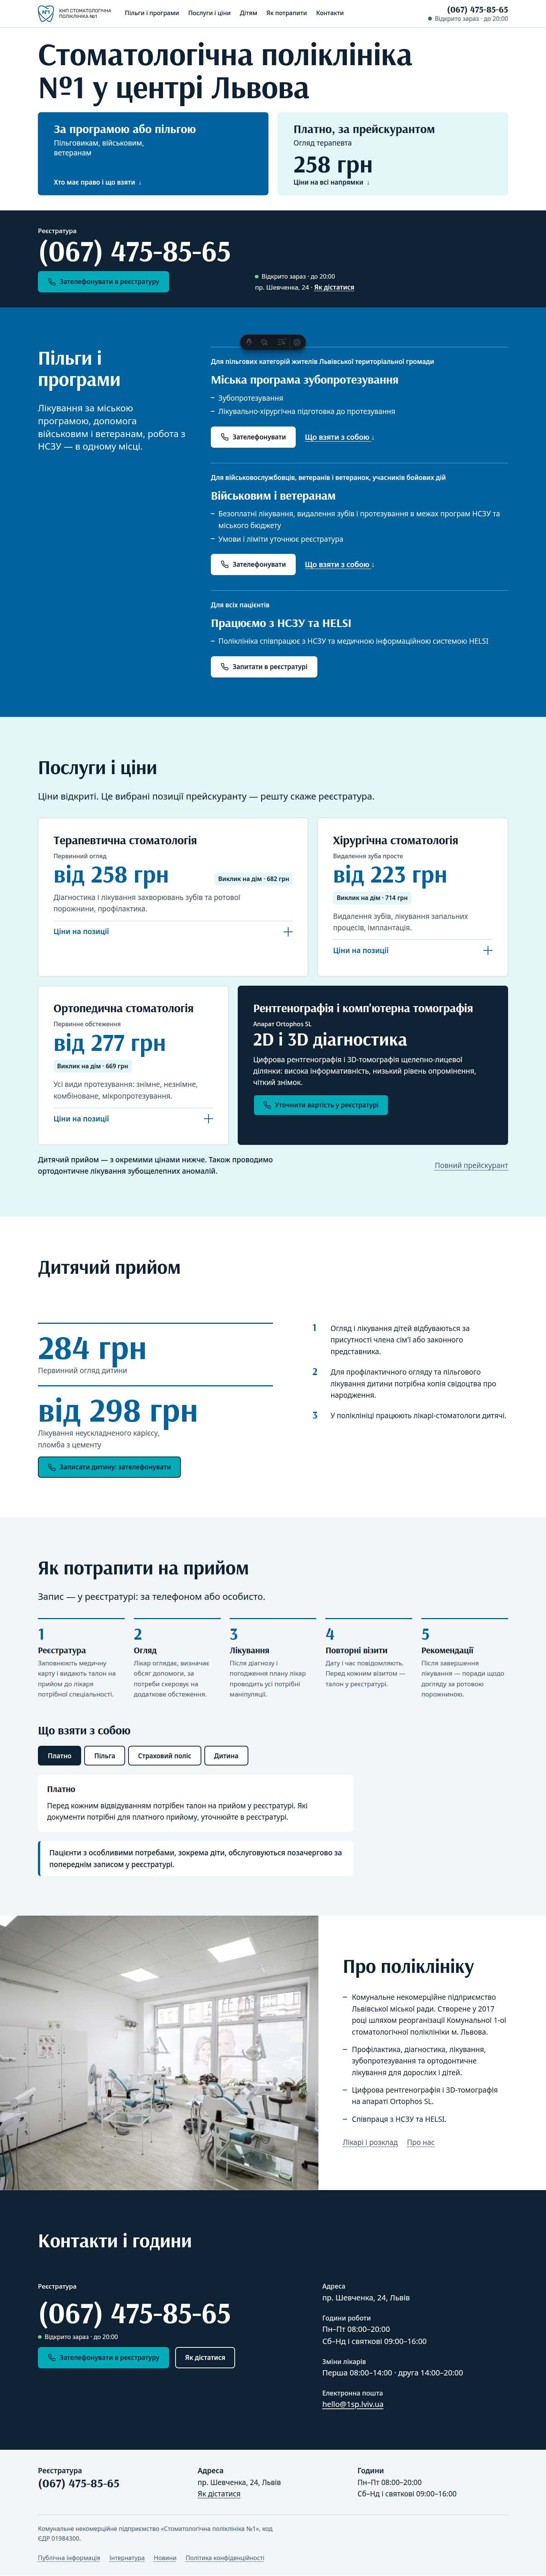 КНП СТОМАТОЛОГІЧНА
ПОЛІКЛІНІКА №1
Пільги і програми
Послуги і ціни
Дітям
Як потрапити
Контакти
(067) 475-85-65
Відкрито зараз · до 20:00
Стоматологічна поліклініка
№1 у центрі Львова
За програмою або пільгою
Пільговикам, військовим,
ветеранам
Хто має право і що взяти ↓
Платно, за прейскурантом
Огляд терапевта
258 грн
Ціни на всі напрямки ↓
Реєстратура
(067) 475-85-65
Зателефонувати в реєстратуру
Відкрито зараз · до 20:00
пр. Шевченка, 24 · Як дістатися
Пільги і
програми
Лікування за міською
програмою, допомога
військовим і ветеранам, робота з
НСЗУ — в одному місці.
Для пільгових категорій жителів Львівської територіальної громади
Міська програма зубопротезування
– Зубопротезування
– Лікувально-хірургічна підготовка до протезування
Зателефонувати
Що взяти з собою ↓
Для військовослужбовців, ветеранів і ветеранок, учасників бойових дій
Військовим і ветеранам
– Безоплатні лікування, видалення зубів і протезування в межах програм НСЗУ та
міського бюджету
– Умови і ліміти уточнює реєстратура
Зателефонувати
Що взяти з собою ↓
Для всіх пацієнтів
Працюємо з НСЗУ та HELSI
– Поліклініка співпрацює з НСЗУ та медичною інформаційною системою HELSI
Запитати в реєстратурі
Послуги і ціни
Ціни відкриті. Це вибрані позиції прейскуранту — решту скаже реєстратура.
Терапевтична стоматологія
Первинний огляд
від 258 грн
Виклик на дім · 682 грн
Діагностика і лікування захворювань зубів та ротової
порожнини, профілактика.
Ціни на позиції
Хірургічна стоматологія
Видалення зуба просте
від 223 грн
Виклик на дім · 714 грн
Видалення зубів, лікування запальних
процесів, імплантація.
Ціни на позиції
Ортопедична стоматологія
Первинне обстеження
від 277 грн
Виклик на дім · 669 грн
Усі види протезування: знімне, незнімне,
комбіноване, мікропротезування.
Ціни на позиції
Рентгенографія і комп'ютерна томографія
Апарат Ortophos SL
2D і 3D діагностика
Цифрова рентгенографія і 3D-томографія щелепно-лицевої
ділянки: висока інформативність, низький рівень опромінення,
чіткий знімок.
Уточнити вартість у реєстратурі
Дитячий прийом — з окремими цінами нижче. Також проводимо
ортодонтичне лікування зубощелепних аномалій.
Повний прейскурант
Дитячий прийом
284 грн
Первинний огляд дитини
від 298 грн
Лікування неускладненого карієсу,
пломба з цементу
Записати дитину: зателефонувати
1 Огляд і лікування дітей відбуваються за
присутності члена сім'ї або законного
представника.
2 Для профілактичного огляду та пільгового
лікування дитини потрібна копія свідоцтва про
народження.
3 У поліклініці працюють лікарі-стоматологи дитячі.
Як потрапити на прийом
Запис — у реєстратурі: за телефоном або особисто.
1
Реєстратура
Заповнюють медичну
карту і видають талон на
прийом до лікаря
потрібної спеціальності.
2
Огляд
Лікар оглядає, визначає
обсяг допомоги, за
потреби скеровує на
додаткове обстеження.
3
Лікування
Після діагнозу і
погодження плану лікар
проводить усі потрібні
маніпуляції.
4
Повторні візити
Дату і час повідомляють.
Перед кожним візитом —
талон у реєстратурі.
5
Рекомендації
Після завершення
лікування — поради щодо
догляду за ротовою
порожниною.
Що взяти з собою
Платно
Пільга
Страховий поліс
Дитина
Платно
Перед кожним відвідуванням потрібен талон на прийом у реєстратурі. Які
документи потрібні для платного прийому, уточнюйте в реєстратурі.
Пацієнти з особливими потребами, зокрема діти, обслуговуються позачергово за
попереднім записом у реєстратурі.
Про поліклініку
– Комунальне некомерційне підприємство
Львівської міської ради. Створене у 2017
році шляхом реорганізації Комунальної 1-ої
стоматологічної поліклініки м. Львова.
– Профілактика, діагностика, лікування,
зубопротезування та ортодонтичне
лікування для дорослих і дітей.
– Цифрова рентгенографія і 3D-томографія
на апараті Ortophos SL.
– Співпраця з НСЗУ та HELSI.
Лікарі і розклад
Про нас
Контакти і години
Реєстратура
(067) 475-85-65
Відкрито зараз · до 20:00
Зателефонувати в реєстратуру
Як дістатися
Адреса
пр. Шевченка, 24, Львів
Години роботи
Пн–Пт 08:00–20:00
Сб–Нд і святкові 09:00–16:00
Зміни лікарів
Перша 08:00–14:00 · друга 14:00–20:00
Електронна пошта
hello@1sp.lviv.ua
Реєстратура
(067) 475-85-65
Адреса
пр. Шевченка, 24, Львів
Як дістатися
Години
Пн–Пт 08:00–20:00
Сб–Нд і святкові 09:00–16:00
Комунальне некомерційне підприємство «Стоматологічна поліклініка №1», код
ЄДР 01984300.
Публічна інформація
Інтернатура
Новини
Політика конфіденційності